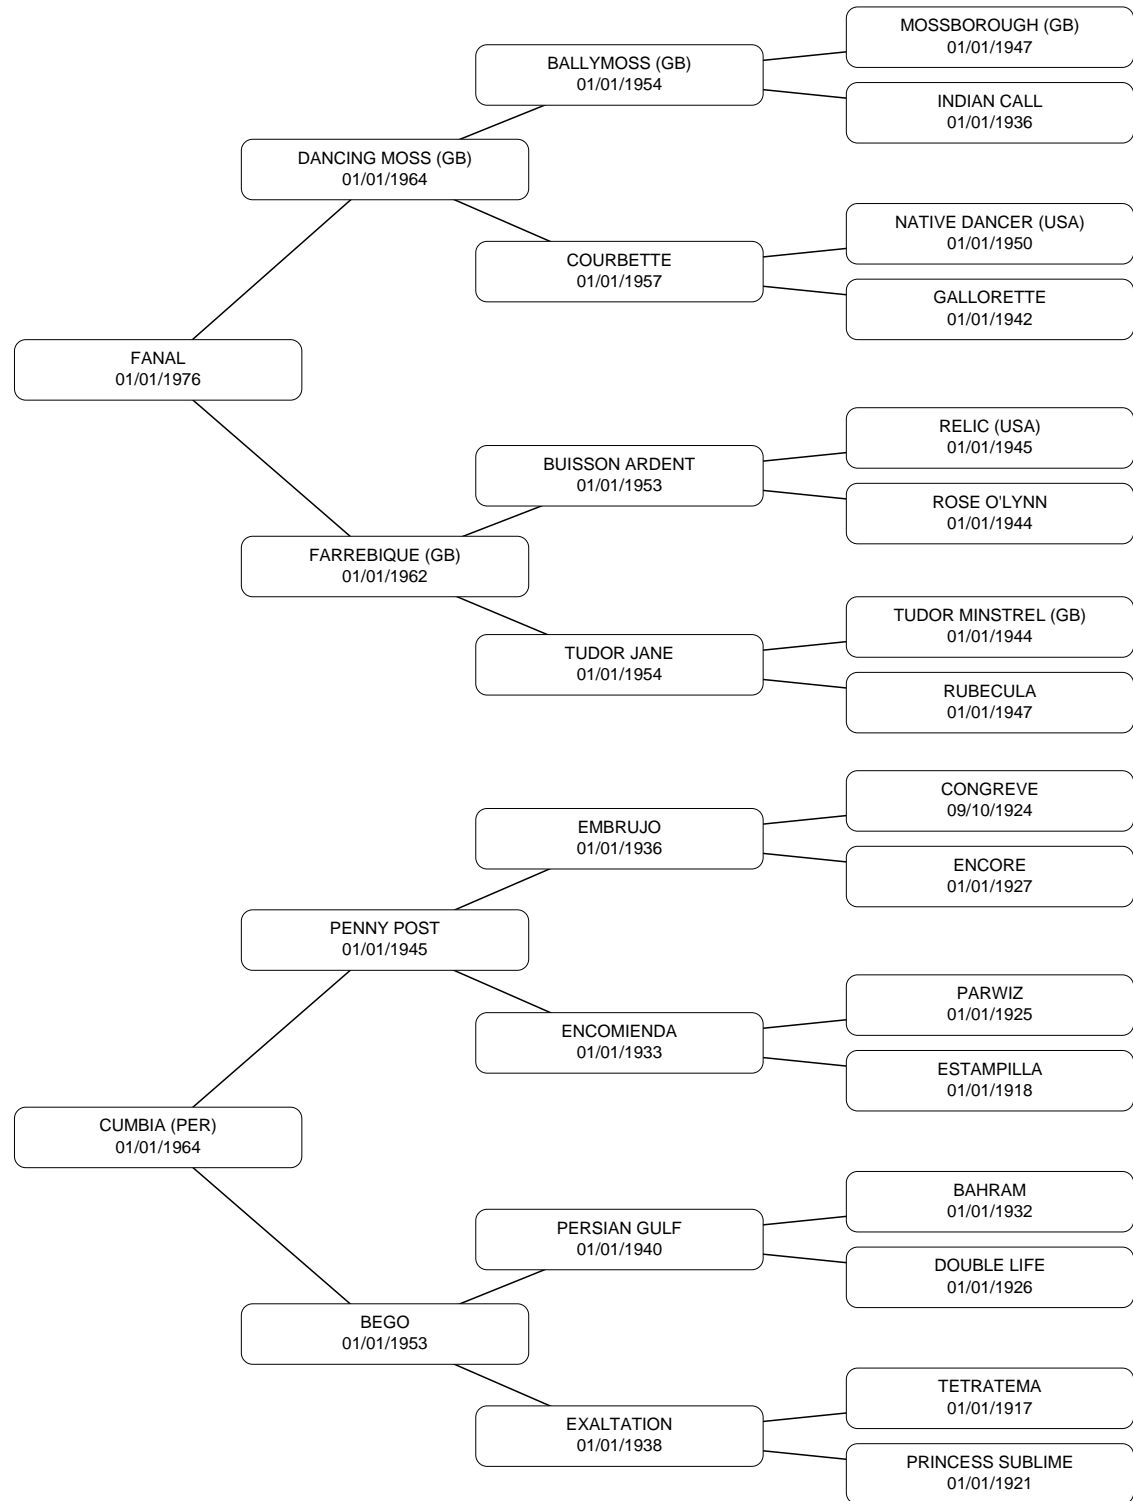 MOSSBOROUGH (GB)
01/01/1947
BALLYMOSS (GB)
01/01/1954
INDIAN CALL
01/01/1936
DANCING MOSS (GB)
01/01/1964
NATIVE DANCER (USA)
01/01/1950
COURBETTE
01/01/1957
GALLORETTE
01/01/1942
FANAL
01/01/1976
RELIC (USA)
01/01/1945
BUISSON ARDENT
01/01/1953
ROSE O'LYNN
01/01/1944
FARREBIQUE (GB)
01/01/1962
TUDOR MINSTREL (GB)
01/01/1944
TUDOR JANE
01/01/1954
RUBECULA
01/01/1947
CONGREVE
09/10/1924
EMBRUJO
01/01/1936
ENCORE
01/01/1927
PENNY POST
01/01/1945
PARWIZ
01/01/1925
ENCOMIENDA
01/01/1933
ESTAMPILLA
01/01/1918
CUMBIA (PER)
01/01/1964
BAHRAM
01/01/1932
PERSIAN GULF
01/01/1940
DOUBLE LIFE
01/01/1926
BEGO
01/01/1953
TETRATEMA
01/01/1917
EXALTATION
01/01/1938
PRINCESS SUBLIME
01/01/1921